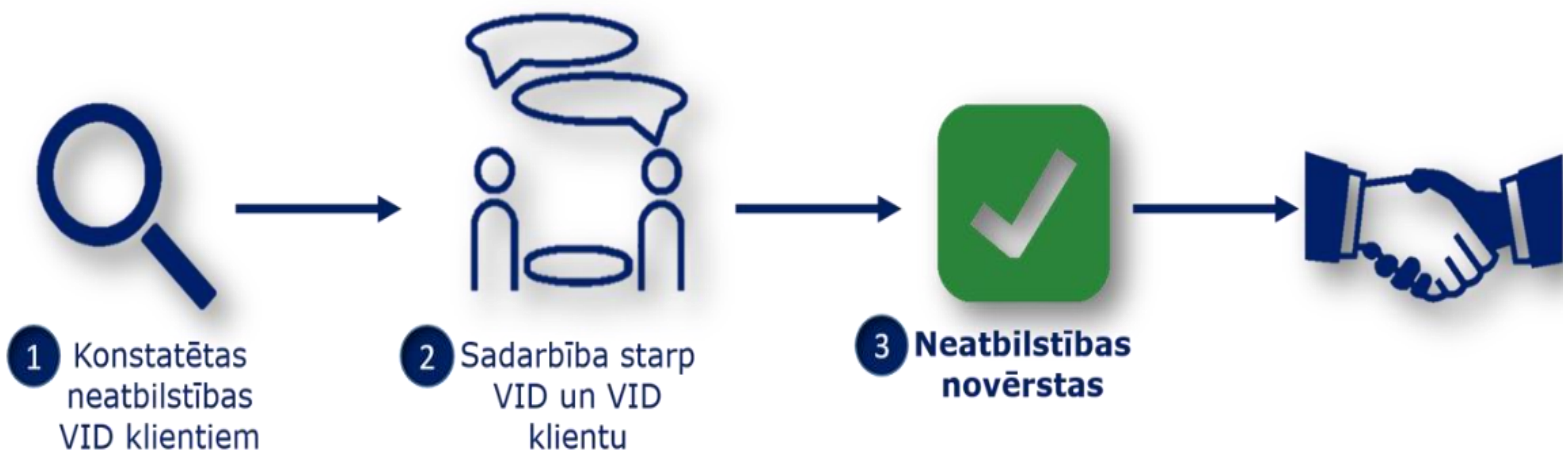 1 Konstatētas
neatbilstības
VID klientiem
2 Sadarbība starp
VID un VID
klientu
3 Neatbilstības
novērstas